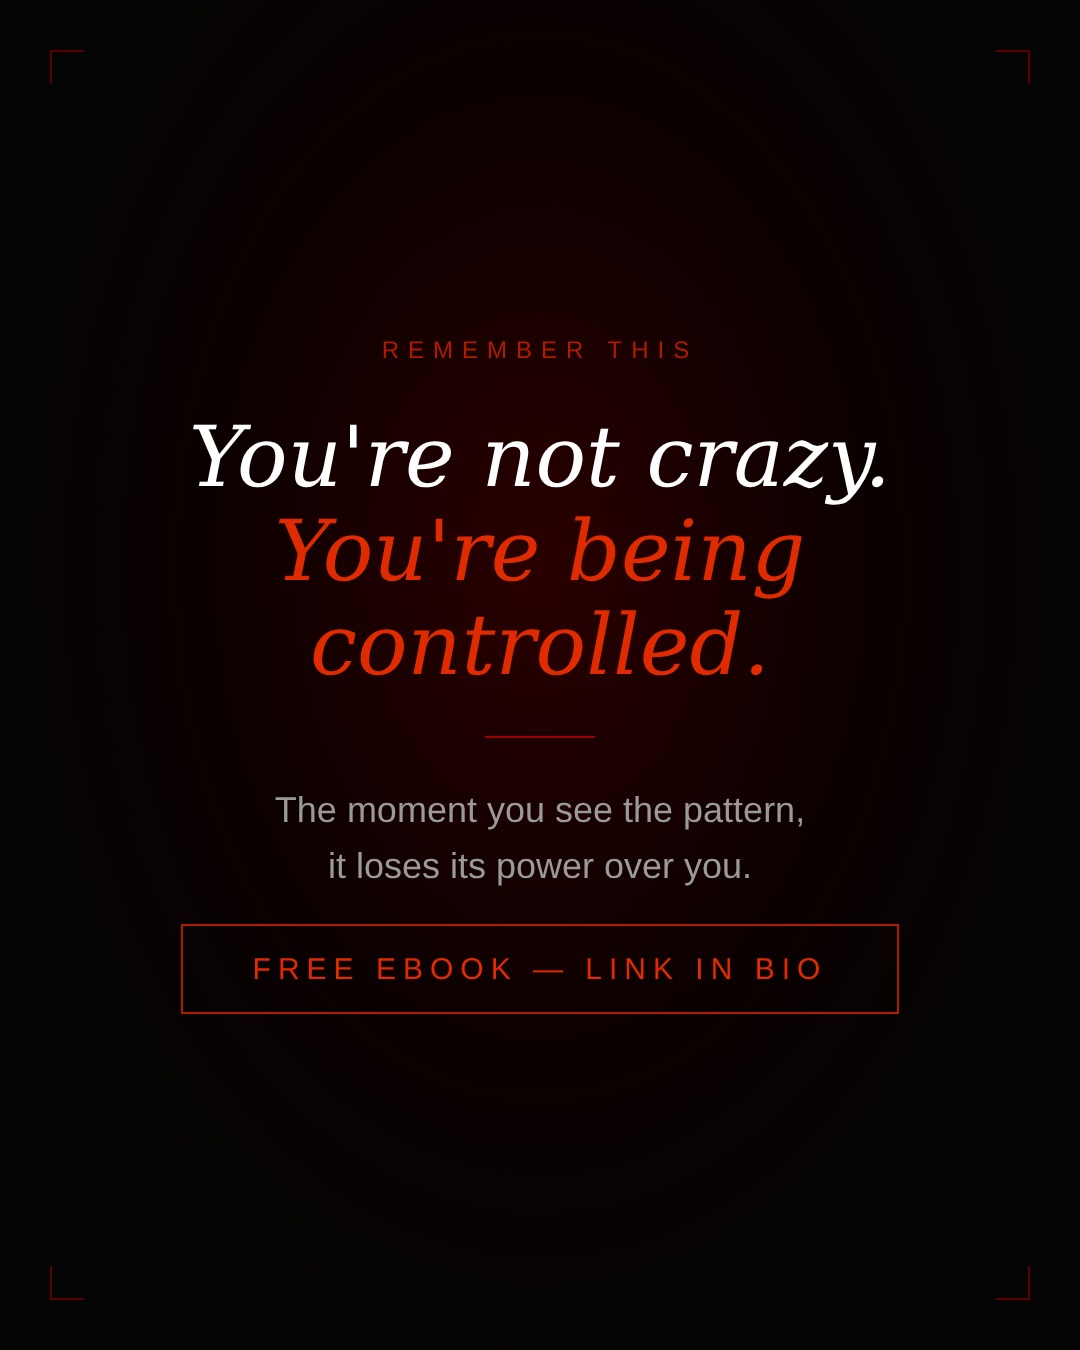 REMEMBER THIS
You're not crazy.
You're being
controlled.
The moment you see the pattern,
it loses its power over you.
FREE EBOOK — LINK IN BIO